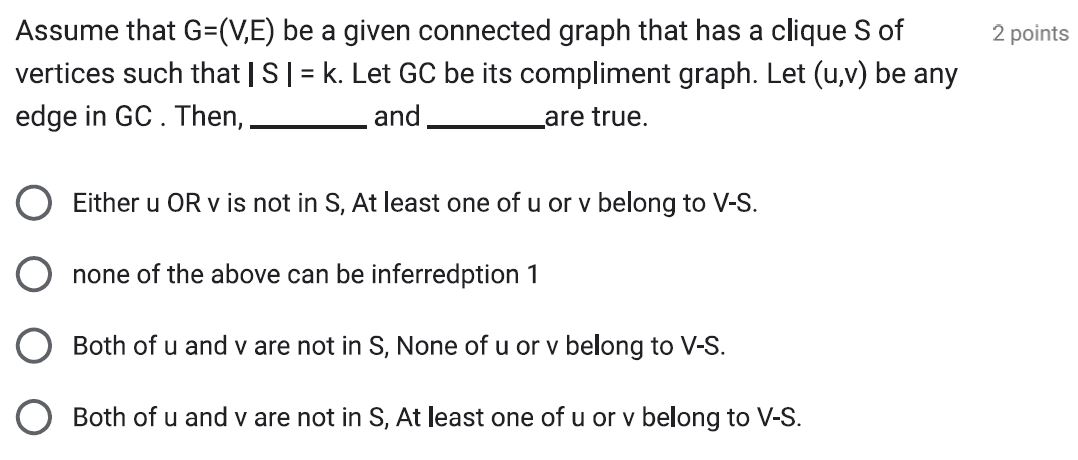 Assume that G=(V,E) be a given connected graph that has a clique S of
2 points
vertices such that | S | = k. Let GC be its compliment graph. Let (u,v) be any
edge in GC . Then, ________ and ________are true.
Either u OR v is not in S, At least one of u or v belong to V-S.
none of the above can be inferredption 1
Both of u and v are not in S, None of u or v belong to V-S.
Both of u and v are not in S, At least one of u or v belong to V-S.